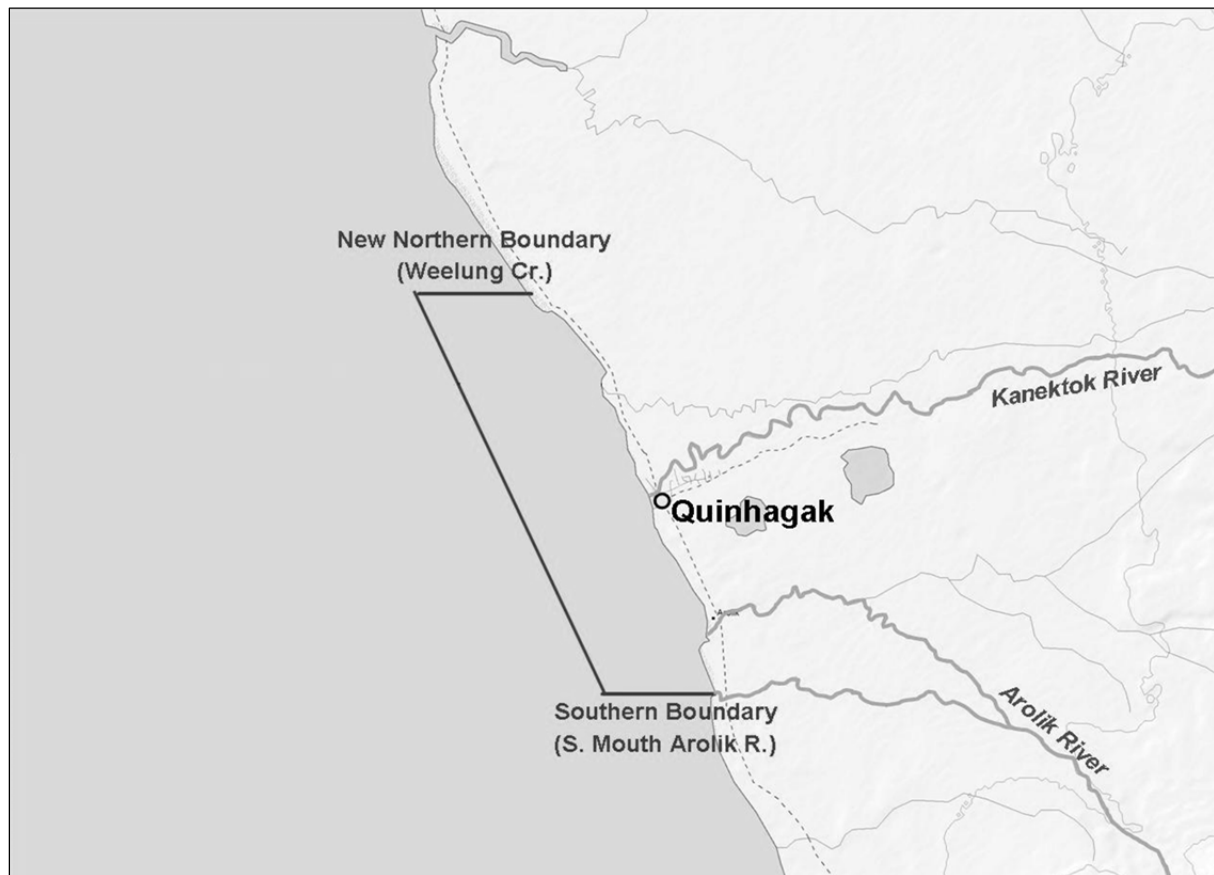 New Northern Boundary
(Weelung Cr.)
Kanektok River
Quinhagak
Arolik River
Southern Boundary
(S. Mouth Arolik R.)